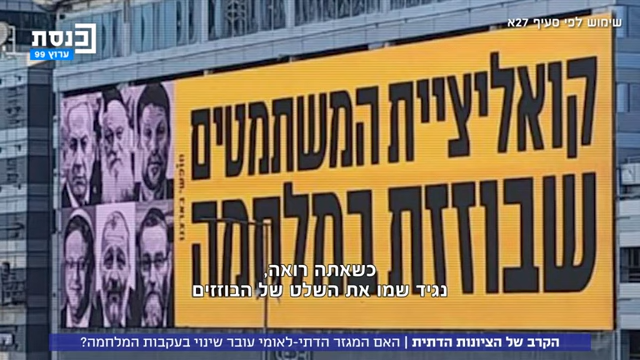 שימוש לפי סעיף 27א
כנסת
ערוץ 99
קואליציית המשתמטים
שבוזזת במלחמה
כשאתה רואה,
נגיד שמו את השלט של הבוזזים
הקרב של הציונות הדתית | האם המגזר הדתי-לאומי עובר שינוי בעקבות המלחמה?